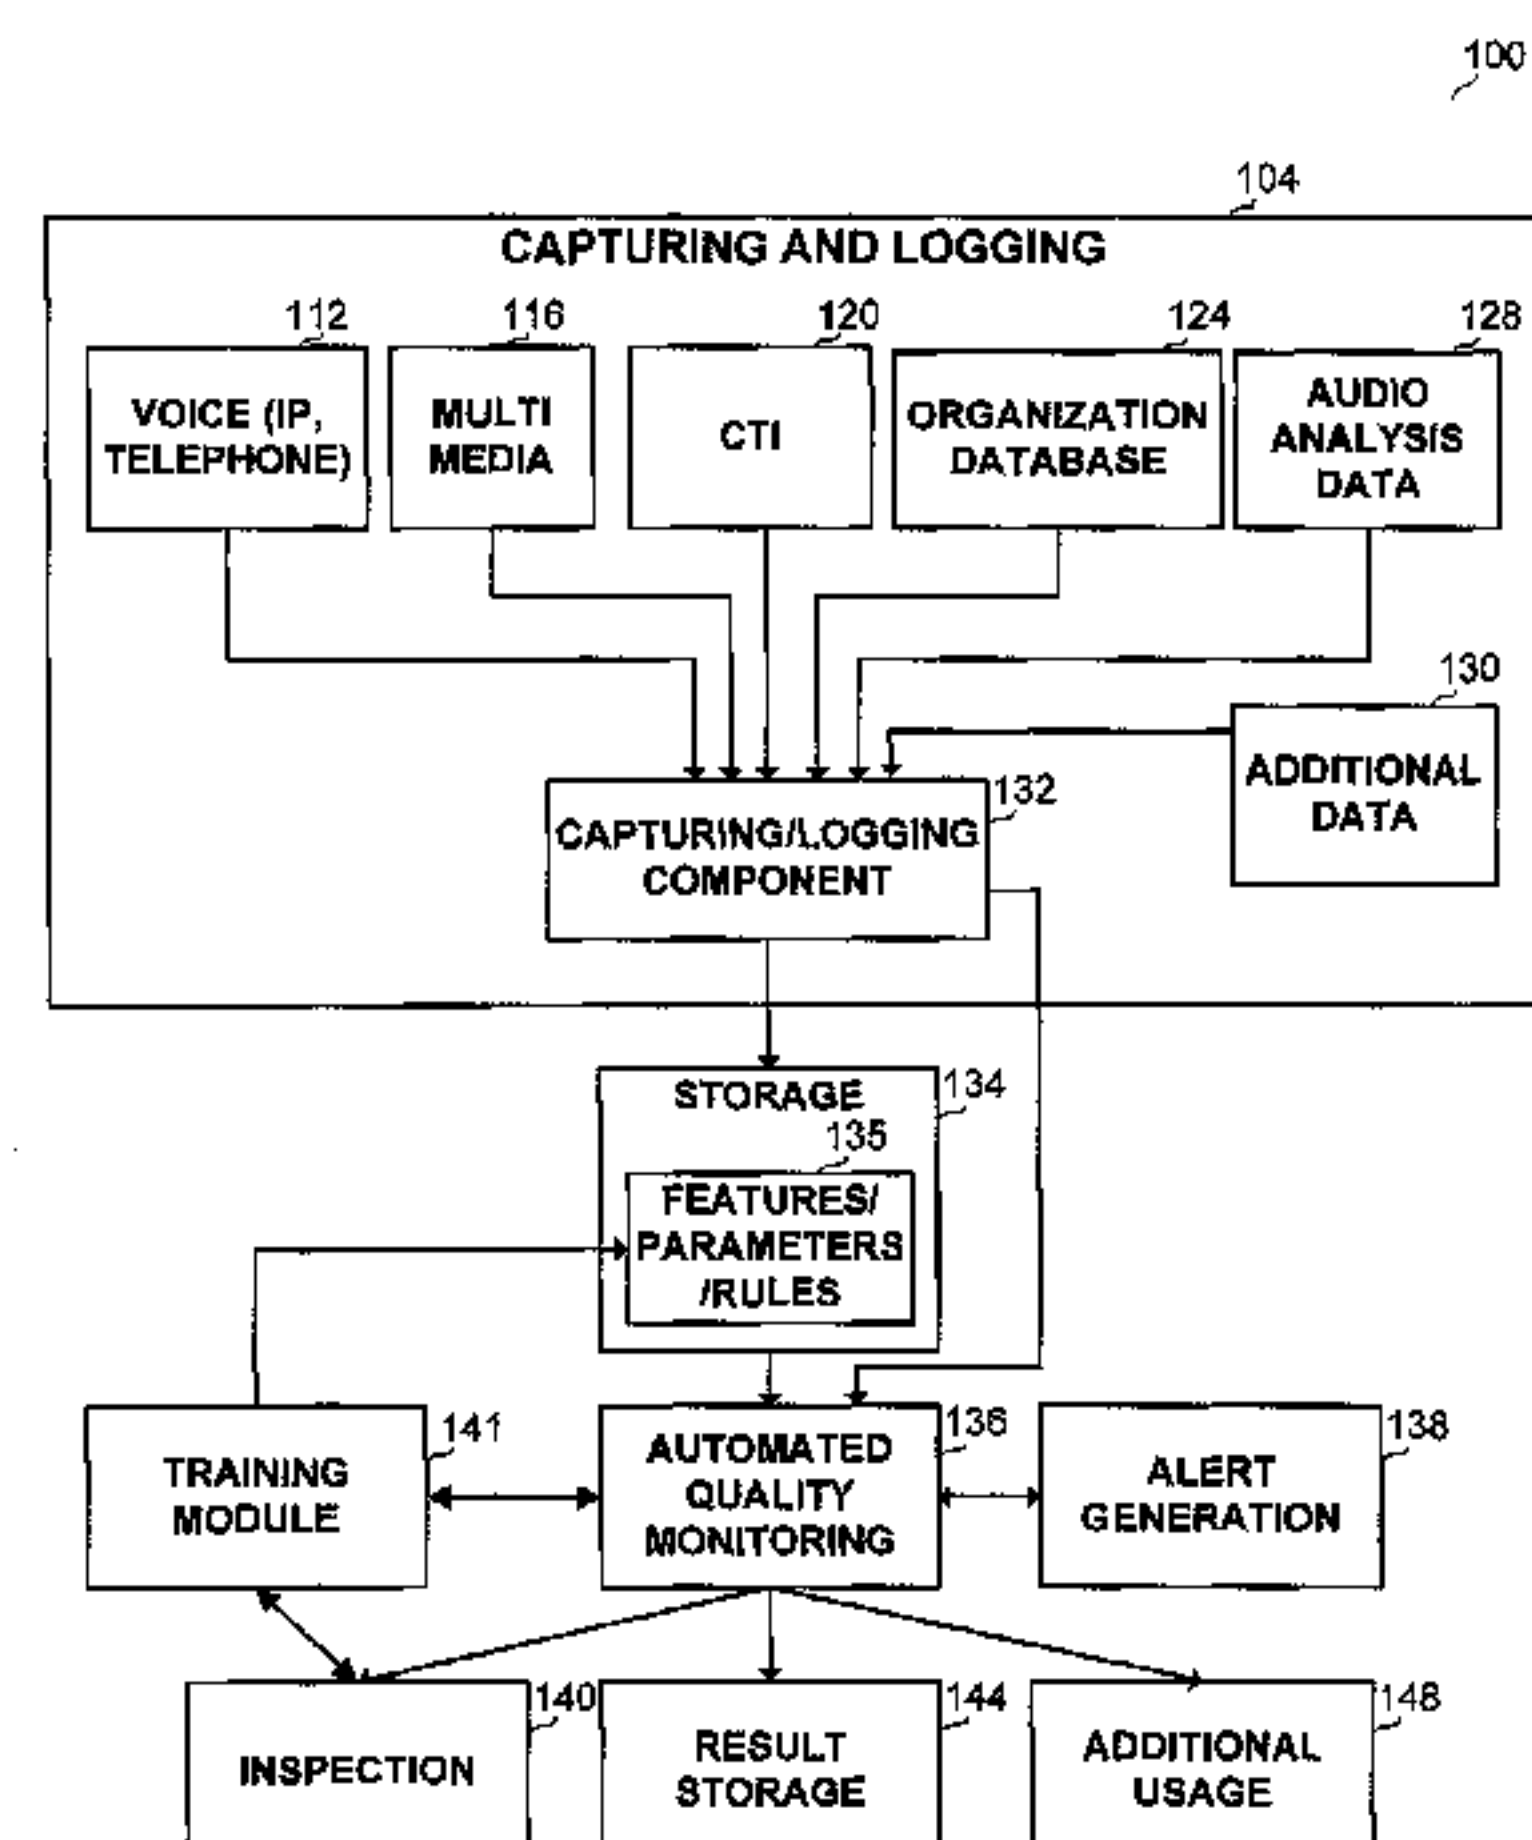 100
104
CAPTURING AND LOGGING
112
116
120
124
128
VOICE (IP,
TELEPHONE)
MULTI
MEDIA
CTI
ORGANIZATION
DATABASE
AUDIO
ANALYSIS
DATA
130
ADDITIONAL
DATA
132
CAPTURING/LOGGING
COMPONENT
STORAGE
134
135
FEATURES/
PARAMETERS
/RULES
141
TRAINING
MODULE
136
AUTOMATED
QUALITY
MONITORING
138
ALERT
GENERATION
140
INSPECTION
144
RESULT
STORAGE
148
ADDITIONAL
USAGE